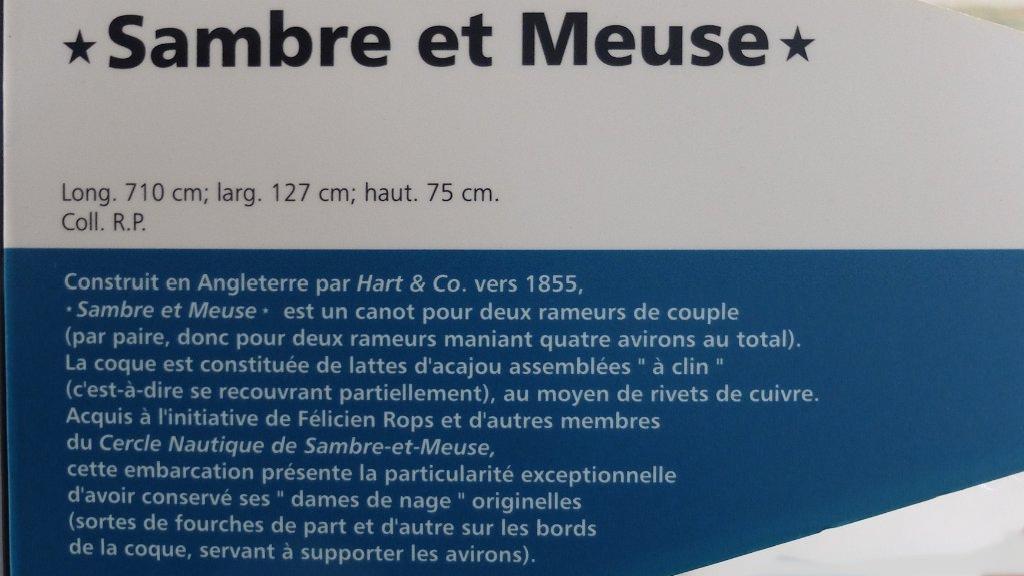 ★ Sambre et Meuse ★
Long. 710 cm; larg. 127 cm; haut. 75 cm.
Coll. R.P.
Construit en Angleterre par Hart & Co. vers 1855,
⋆ Sambre et Meuse ⋆ est un canot pour deux rameurs de couple
(par paire, donc pour deux rameurs maniant quatre avirons au total).
La coque est constituée de lattes d'acajou assemblées " à clin "
(c'est-à-dire se recouvrant partiellement), au moyen de rivets de cuivre.
Acquis à l'initiative de Félicien Rops et d'autres membres
du Cercle Nautique de Sambre-et-Meuse,
cette embarcation présente la particularité exceptionnelle
d'avoir conservé ses " dames de nage " originelles
(sortes de fourches de part et d'autre sur les bords
de la coque, servant à supporter les avirons).